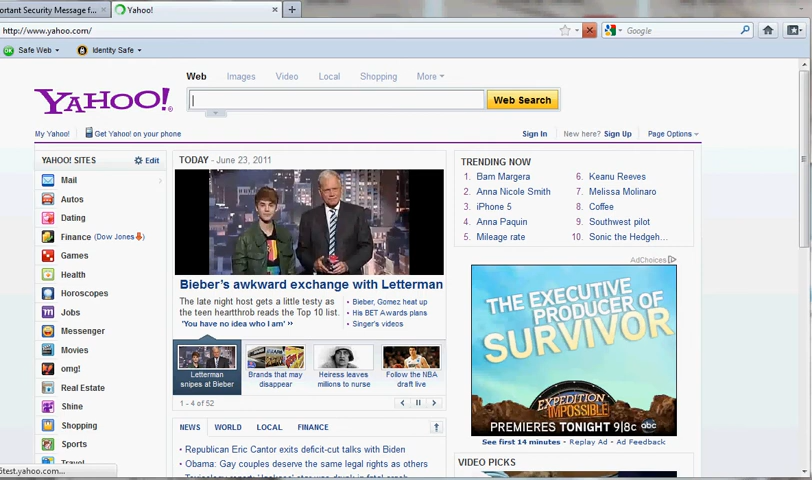 ortant Security Message f...
Yahoo!
http://www.yahoo.com/
Google
Safe Web
Identity Safe
Web Images Video Local Shopping More
YAHOO!
Web Search
My Yahoo! Get Yahoo! on your phone
Sign In New here? Sign Up Page Options
YAHOO! SITES Edit
Mail
Autos
Dating
Finance (Dow Jones)
Games
Health
Horoscopes
Jobs
Messenger
Movies
omg!
Real Estate
Shine
Shopping
Sports
Travel
TODAY - June 23, 2011
Bieber's awkward exchange with Letterman
The late night host gets a little testy as
the teen heartthrob reads the Top 10 list.
'You have no idea who I am' »
Bieber, Gomez heat up
His BET Awards plans
Singer's videos
Letterman
snipes at Bieber
Brands that may
disappear
Heiress leaves
millions to nurse
Follow the NBA
draft live
1 - 4 of 52
NEWS WORLD LOCAL FINANCE
Republican Eric Cantor exits deficit-cut talks with Biden
Obama: Gay couples deserve the same legal rights as others
TRENDING NOW
1. Bam Margera
2. Anna Nicole Smith
3. iPhone 5
4. Anna Paquin
5. Mileage rate
6. Keanu Reeves
7. Melissa Molinaro
8. Coffee
9. Southwest pilot
10. Sonic the Hedgeh...
AdChoices
THE EXECUTIVE
PRODUCER OF
SURVIVOR
EXPEDITION
IMPOSSIBLE
PREMIERES TONIGHT 9|8c abc
See first 14 minutes - Replay Ad - Ad Feedback
VIDEO PICKS
test.yahoo.com...